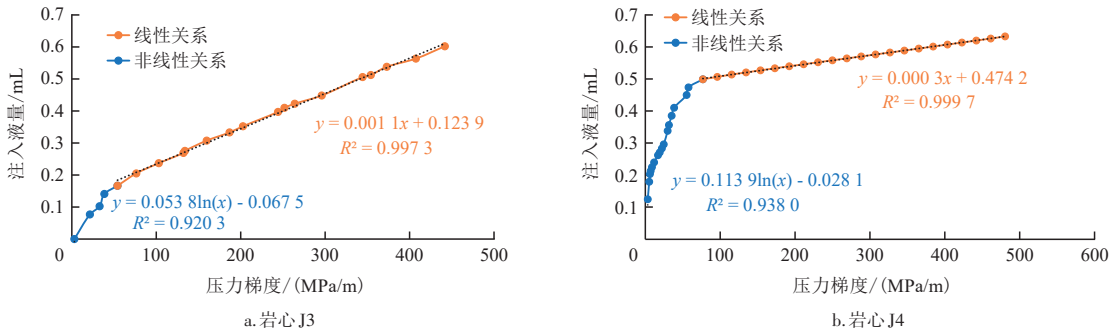 0.7
0.6
0.5
0.4
0.3
0.2
0.1
0
100
200
300
400
500
注入液量/mL
线性关系
非线性关系
y = 0.001 1x + 0.123 9
R² = 0.997 3
y = 0.053 8ln(x) - 0.067 5
R² = 0.920 3
压力梯度/(MPa/m)
a.岩心J3
0.7
0.6
0.5
0.4
0.3
0.2
0.1
0
100
200
300
400
500
600
注入液量/mL
线性关系
非线性关系
y = 0.000 3x + 0.474 2
R² = 0.999 7
y = 0.113 9ln(x) - 0.028 1
R² = 0.938 0
压力梯度/(MPa/m)
b.岩心J4